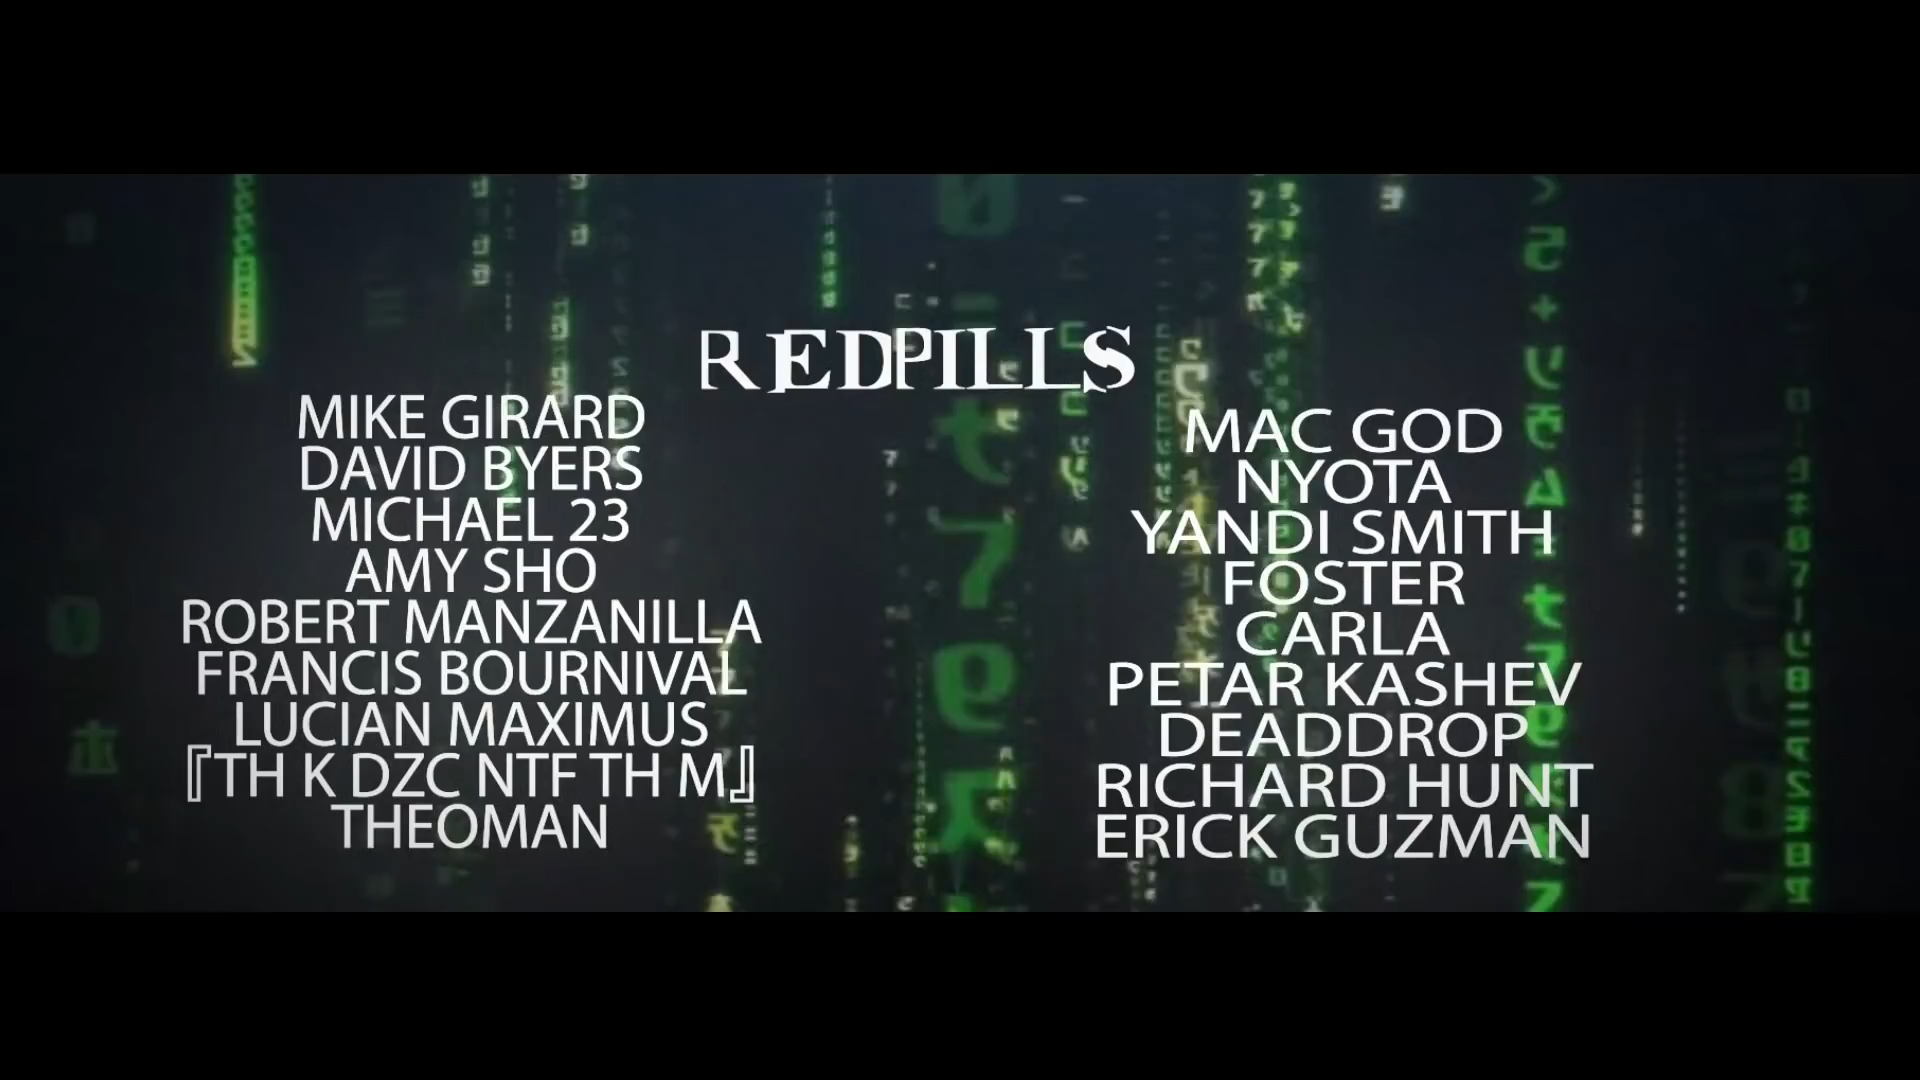 REDPILLS
MIKE GIRARD
DAVID BYERS
MICHAEL 23
AMY SHO
ROBERT MANZANILLA
FRANCIS BOURNIVAL
LUCIAN MAXIMUS
『TH K DZC NTF TH M』
THEOMAN
MAC GOD
NYOTA
YANDI SMITH
FOSTER
CARLA
PETAR KASHEV
DEADDROP
RICHARD HUNT
ERICK GUZMAN